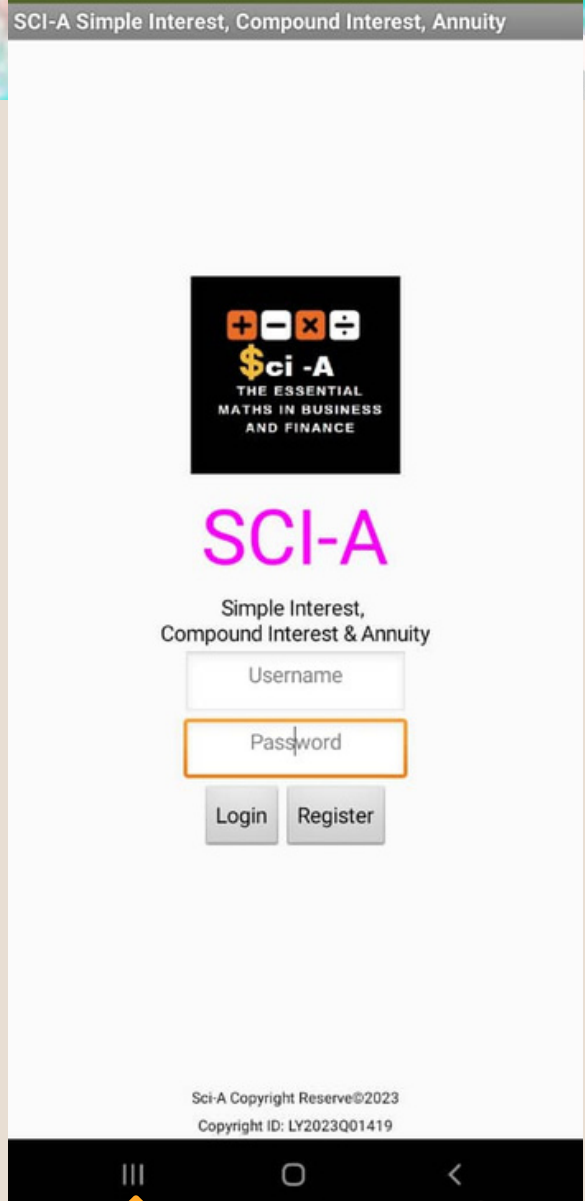 SCI-A Simple Interest, Compound Interest, Annuity
$ci -A
THE ESSENTIAL
MATHS IN BUSINESS
AND FINANCE
SCI-A
Simple Interest,
Compound Interest & Annuity
Username
Password
Login Register
Sci-A Copyright Reserve©2023
Copyright ID: LY2023Q01419